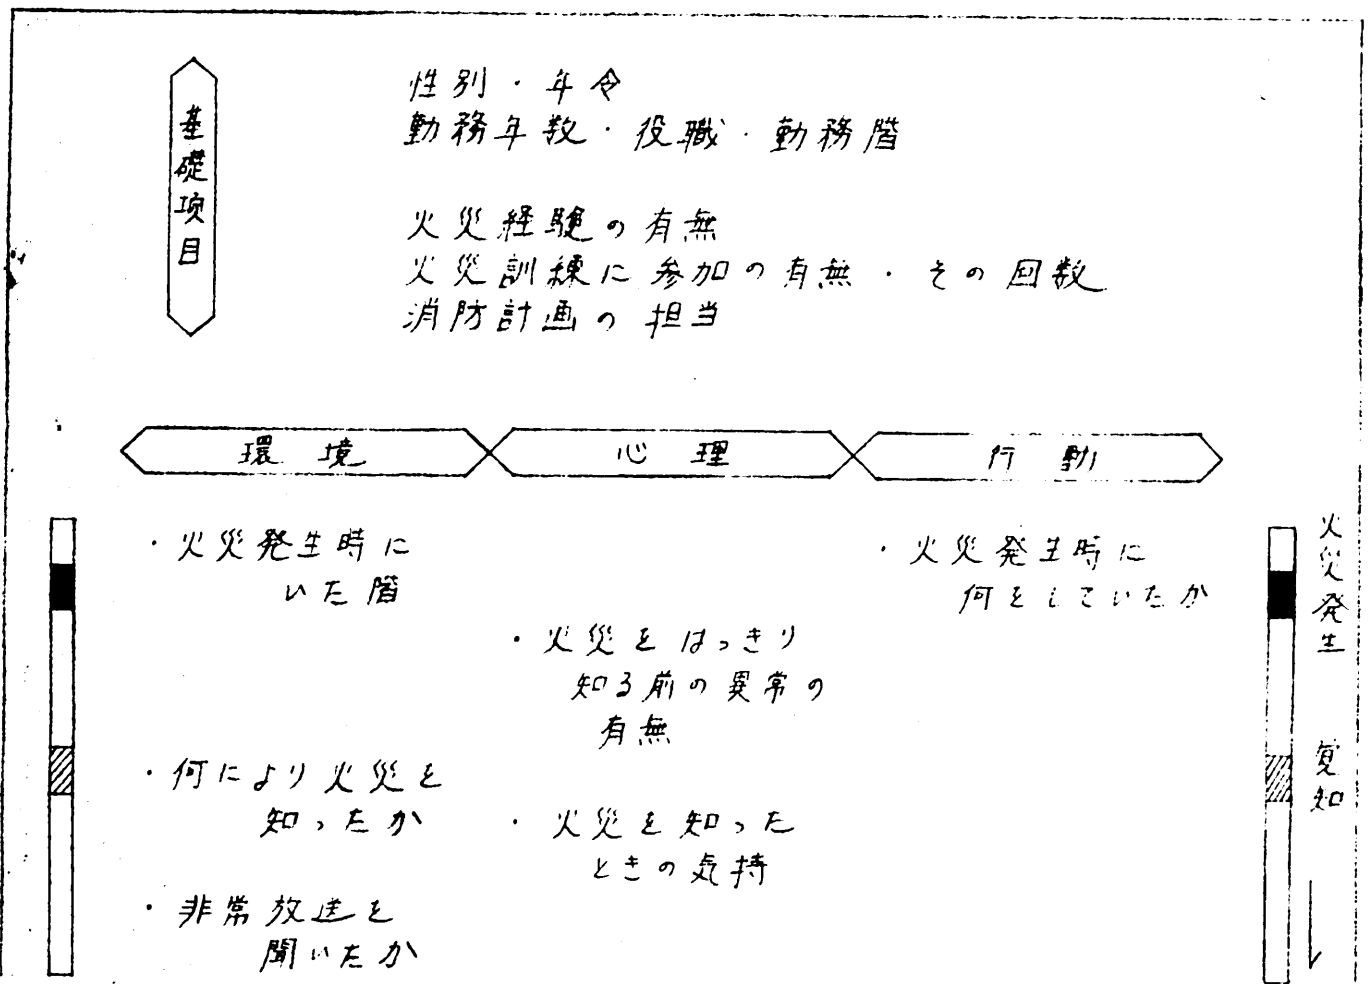 基礎項目
性別・年令
勤務年数・役職・勤務階
火災経験の有無
火災訓練に参加の有無・その回数
消防計画の担当
環境
心理
行動
・火災発生時に
いた階
・何により火災を
知ったか
・非常放送を
聞いたか
・火災をはっきり
知る前の異常の
有無
・火災を知った
ときの気持
・火災発生時に
何をしていたか
火災発生
覚知